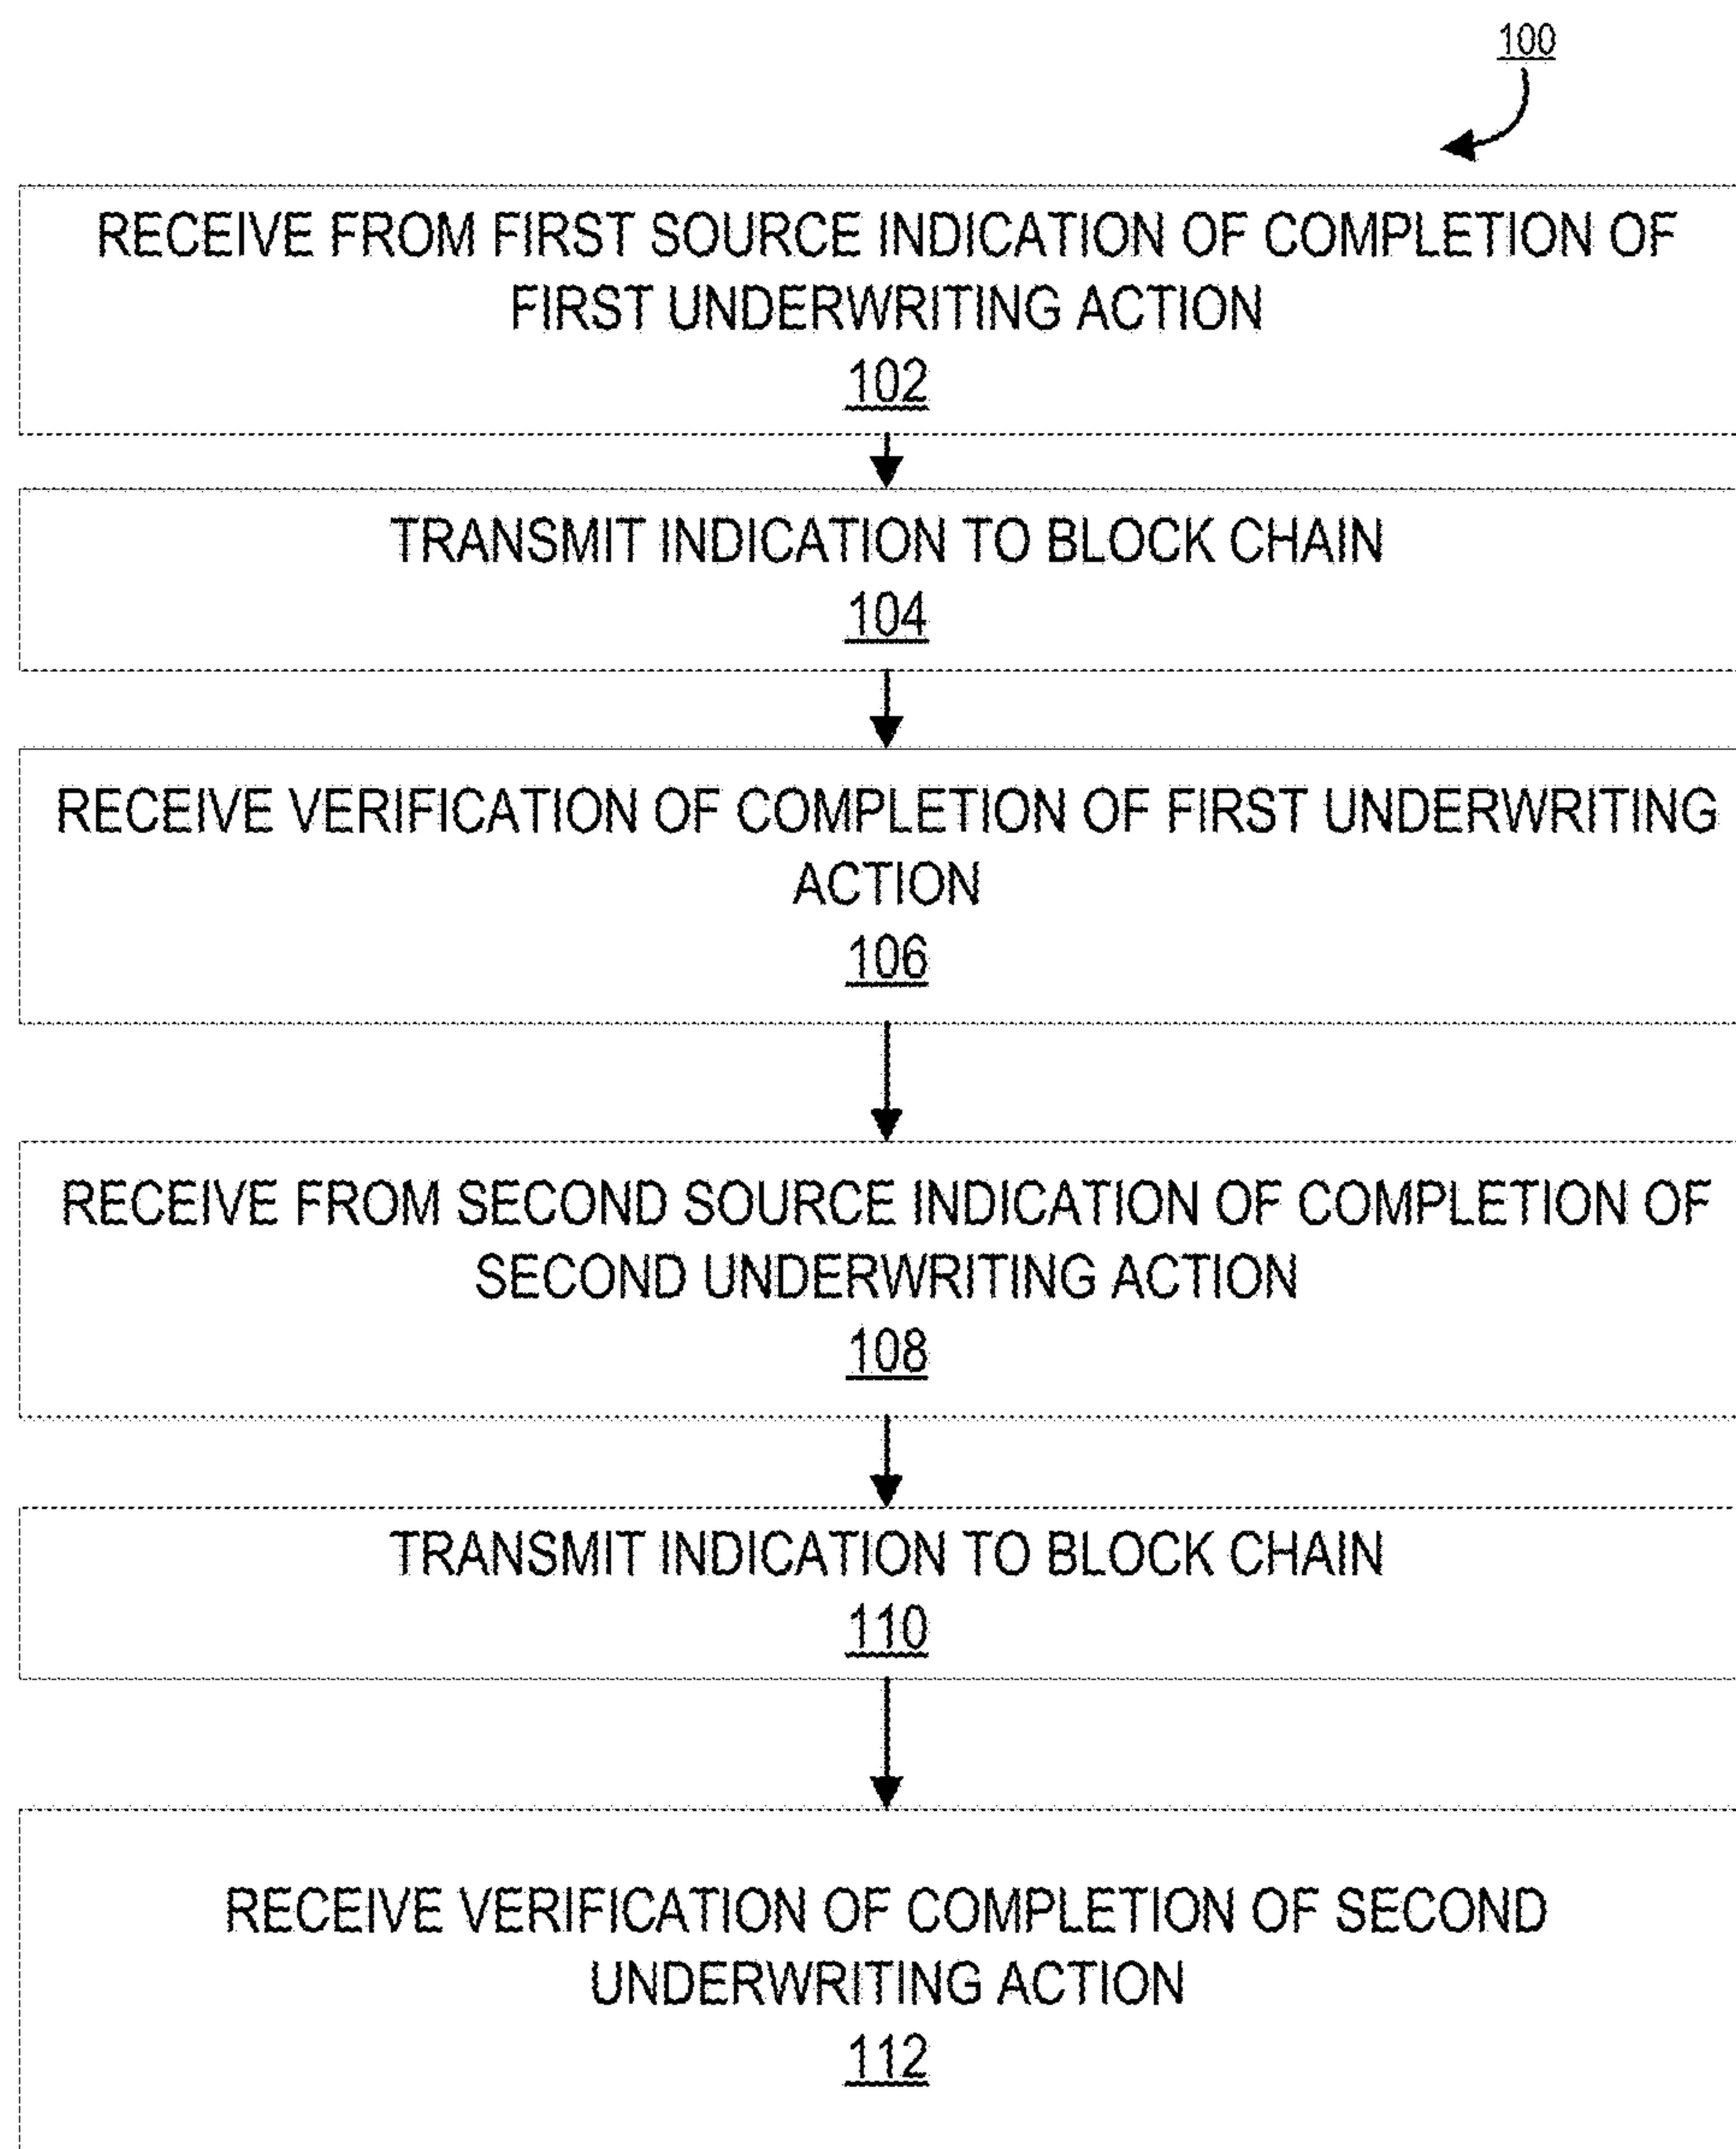 100
RECEIVE FROM FIRST SOURCE INDICATION OF COMPLETION OF
FIRST UNDERWRITING ACTION
102
TRANSMIT INDICATION TO BLOCK CHAIN
104
RECEIVE VERIFICATION OF COMPLETION OF FIRST UNDERWRITING
ACTION
106
RECEIVE FROM SECOND SOURCE INDICATION OF COMPLETION OF
SECOND UNDERWRITING ACTION
108
TRANSMIT INDICATION TO BLOCK CHAIN
110
RECEIVE VERIFICATION OF COMPLETION OF SECOND
UNDERWRITING ACTION
112